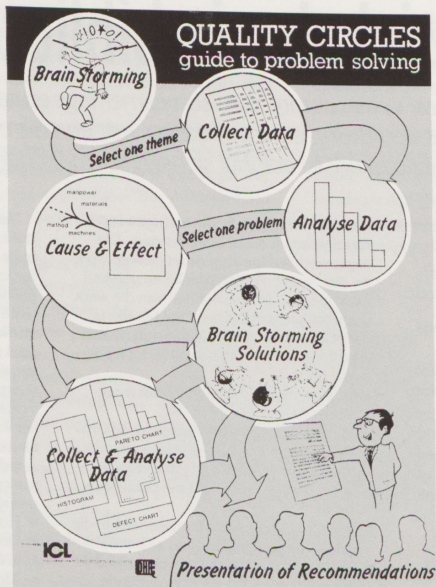 QUALITY CIRCLES
guide to problem solving
Brain Storming
Select one theme
Collect Data
Analyse Data
Select one problem
manpower
materials
method
machines
Cause & Effect
Brain Storming
Solutions
PARETO CHART
Collect & Analyse
Data
HISTOGRAM
DEFECT CHART
ICL
Presentation of Recommendations